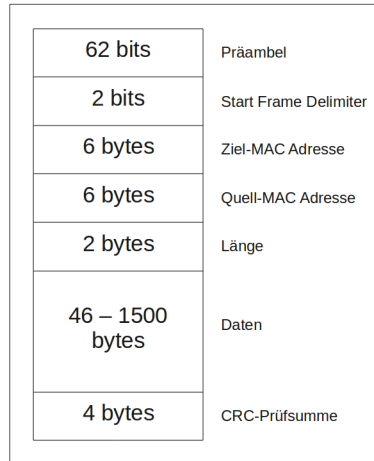 62 bits Präambel
2 bits Start Frame Delimiter
6 bytes Ziel-MAC Adresse
6 bytes Quell-MAC Adresse
2 bytes Länge
46 – 1500
bytes
Daten
4 bytes CRC-Prüfsumme